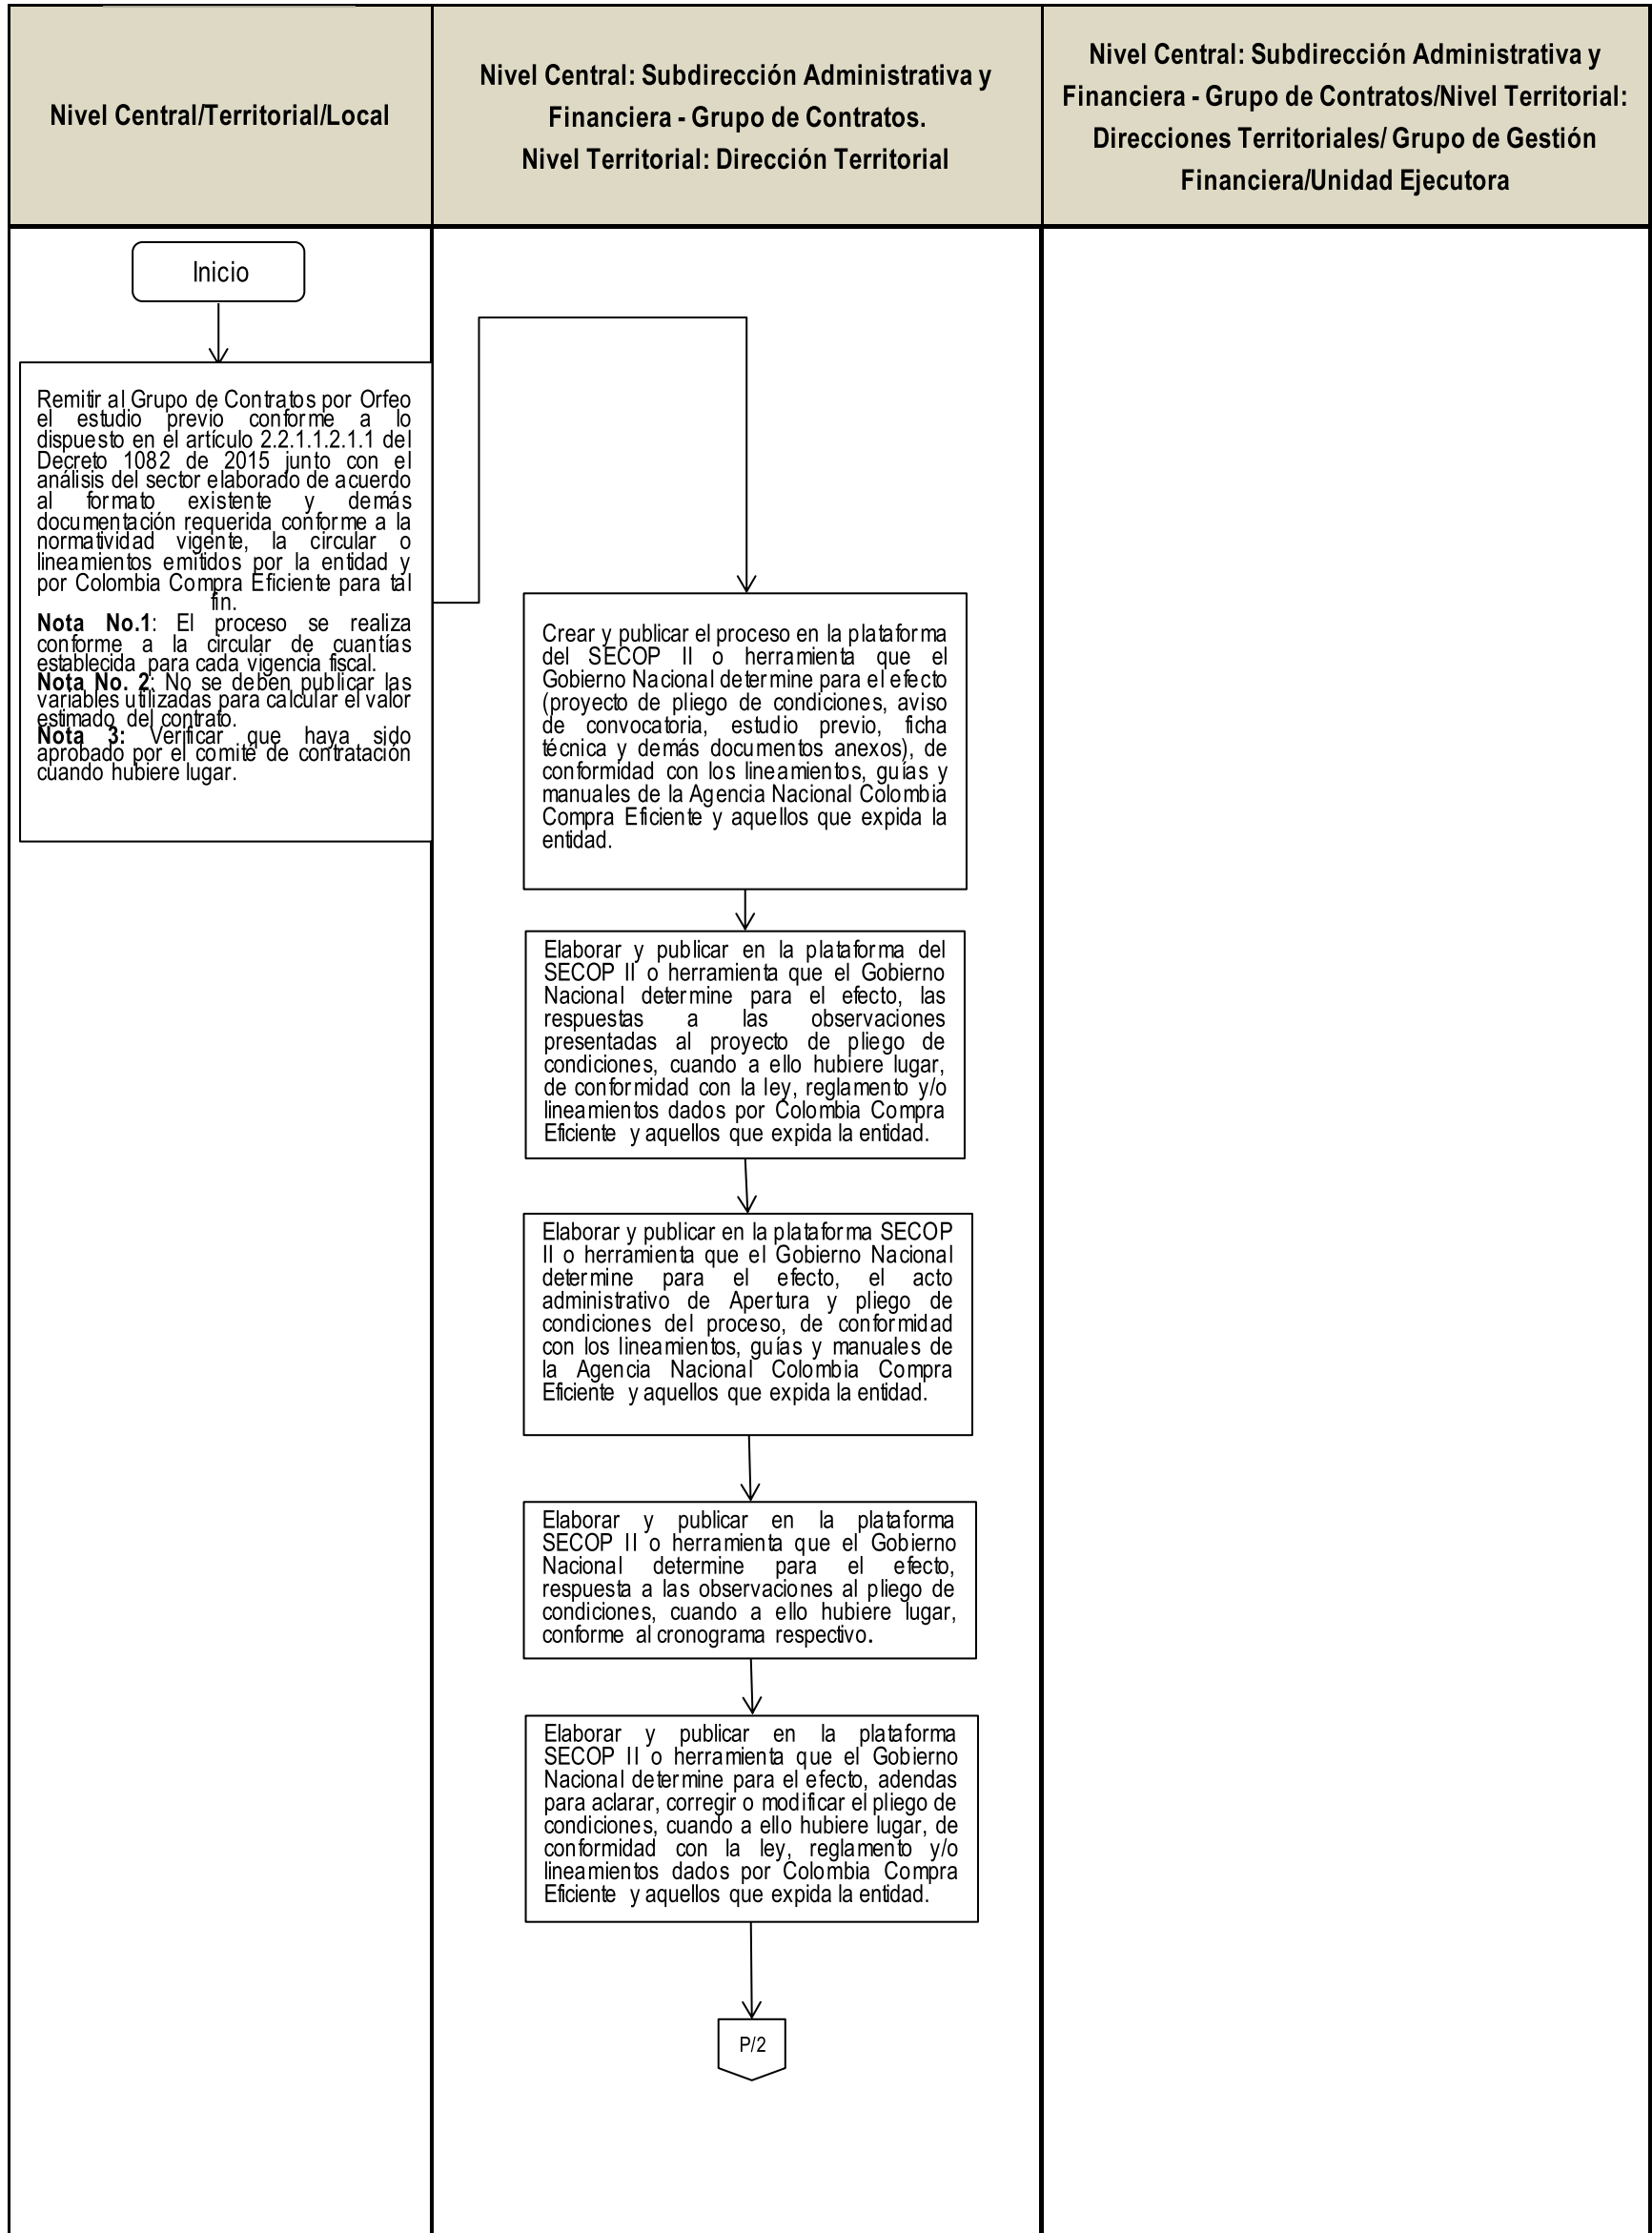 Nivel Central/Territorial/Local
Nivel Central: Subdirección Administrativa y
Financiera - Grupo de Contratos.
Nivel Territorial: Dirección Territorial
Nivel Central: Subdirección Administrativa y
Financiera - Grupo de Contratos/Nivel Territorial:
Direcciones Territoriales/ Grupo de Gestión
Financiera/Unidad Ejecutora
Inicio
Remitir al Grupo de Contratos por Orfeo
el estudio previo conforme a lo
dispuesto en el artículo 2.2.1.1.2.1.1 del
Decreto 1082 de 2015 junto con el
análisis del sector elaborado de acuerdo
al formato existente y demás
documentación requerida conforme a la
normatividad vigente, la circular o
lineamientos emitidos por la entidad y
por Colombia Compra Eficiente para tal
fin.
Nota No.1: El proceso se realiza
conforme a la circular de cuantías
establecida para cada vigencia fiscal.
Nota No. 2: No se deben publicar las
variables utilizadas para calcular el valor
estimado del contrato.
Nota 3: Verificar que haya sido
aprobado por el comité de contratación
cuando hubiere lugar.
Crear y publicar el proceso en la plataforma
del SECOP II o herramienta que el
Gobierno Nacional determine para el efecto
(proyecto de pliego de condiciones, aviso
de convocatoria, estudio previo, ficha
técnica y demás documentos anexos), de
conformidad con los lineamientos, guías y
manuales de la Agencia Nacional Colombia
Compra Eficiente y aquellos que expida la
entidad.
Elaborar y publicar en la plataforma del
SECOP II o herramienta que el Gobierno
Nacional determine para el efecto, las
respuestas a las observaciones
presentadas al proyecto de pliego de
condiciones, cuando a ello hubiere lugar,
de conformidad con la ley, reglamento y/o
lineamientos dados por Colombia Compra
Eficiente y aquellos que expida la entidad.
Elaborar y publicar en la plataforma SECOP
II o herramienta que el Gobierno Nacional
determine para el efecto, el acto
administrativo de Apertura y pliego de
condiciones del proceso, de conformidad
con los lineamientos, guías y manuales de
la Agencia Nacional Colombia Compra
Eficiente y aquellos que expida la entidad.
Elaborar y publicar en la plataforma
SECOP II o herramienta que el Gobierno
Nacional determine para el efecto,
respuesta a las observaciones al pliego de
condiciones, cuando a ello hubiere lugar,
conforme al cronograma respectivo.
Elaborar y publicar en la plataforma
SECOP II o herramienta que el Gobierno
Nacional determine para el efecto, adendas
para aclarar, corregir o modificar el pliego de
condiciones, cuando a ello hubiere lugar, de
conformidad con la ley, reglamento y/o
lineamientos dados por Colombia Compra
Eficiente y aquellos que expida la entidad.
P/2